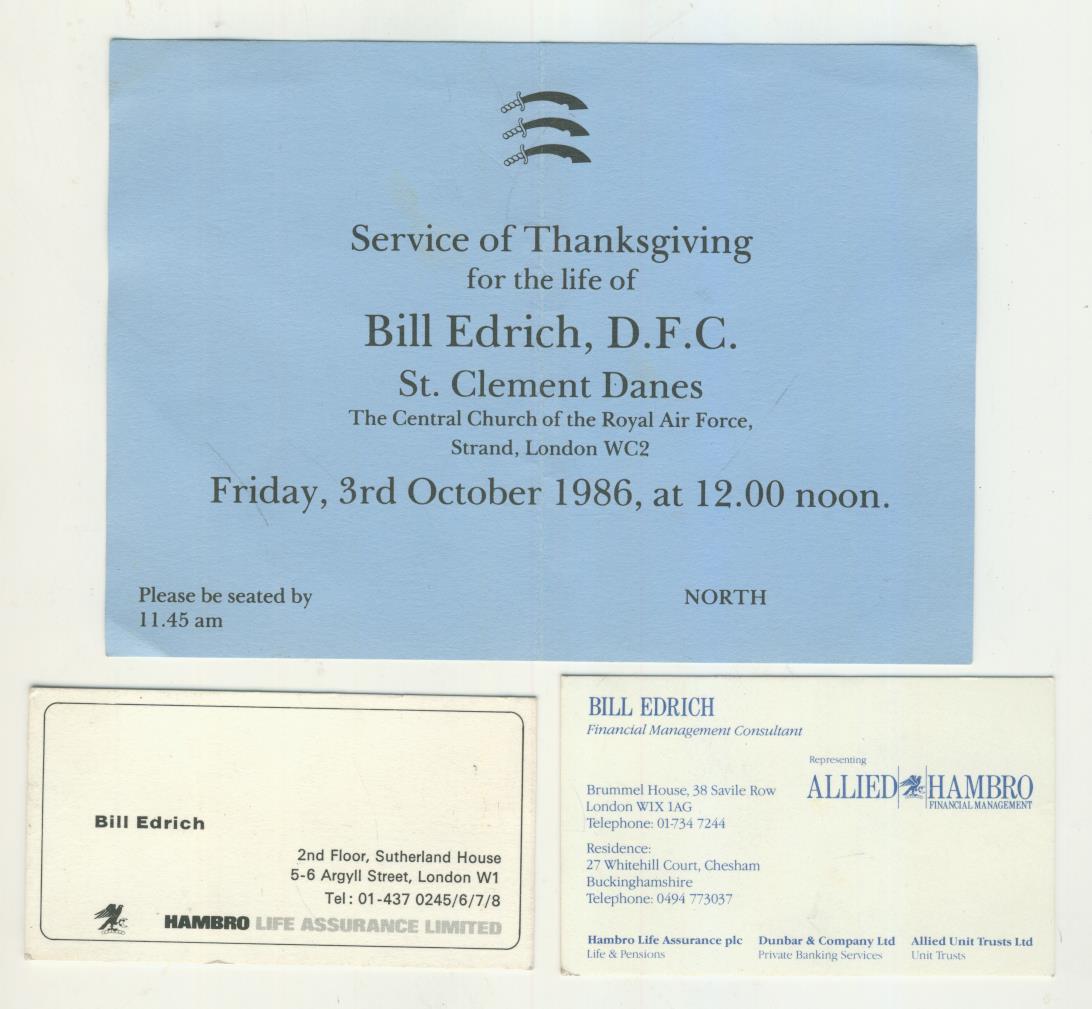 Service of Thanksgiving
for the life of
Bill Edrich, D.F.C.
St. Clement Danes
The Central Church of the Royal Air Force,
Strand, London WC2
Friday, 3rd October 1986, at 12.00 noon.
Please be seated by
11.45 am
NORTH
Bill Edrich
2nd Floor, Sutherland House
5-6 Argyll Street, London W1
Tel: 01-437 0245/6/7/8
HAMBRO LIFE ASSURANCE LIMITED
BILL EDRICH
Financial Management Consultant
Representing
ALLIED HAMBRO
FINANCIAL MANAGEMENT
Brummel House, 38 Savile Row
London W1X 1AG
Telephone: 01-734 7244
Residence:
27 Whitehill Court, Chesham
Buckinghamshire
Telephone: 0494 773037
Hambro Life Assurance plc Dunbar & Company Ltd Allied Unit Trusts Ltd
Life & Pensions Private Banking Services Unit Trusts